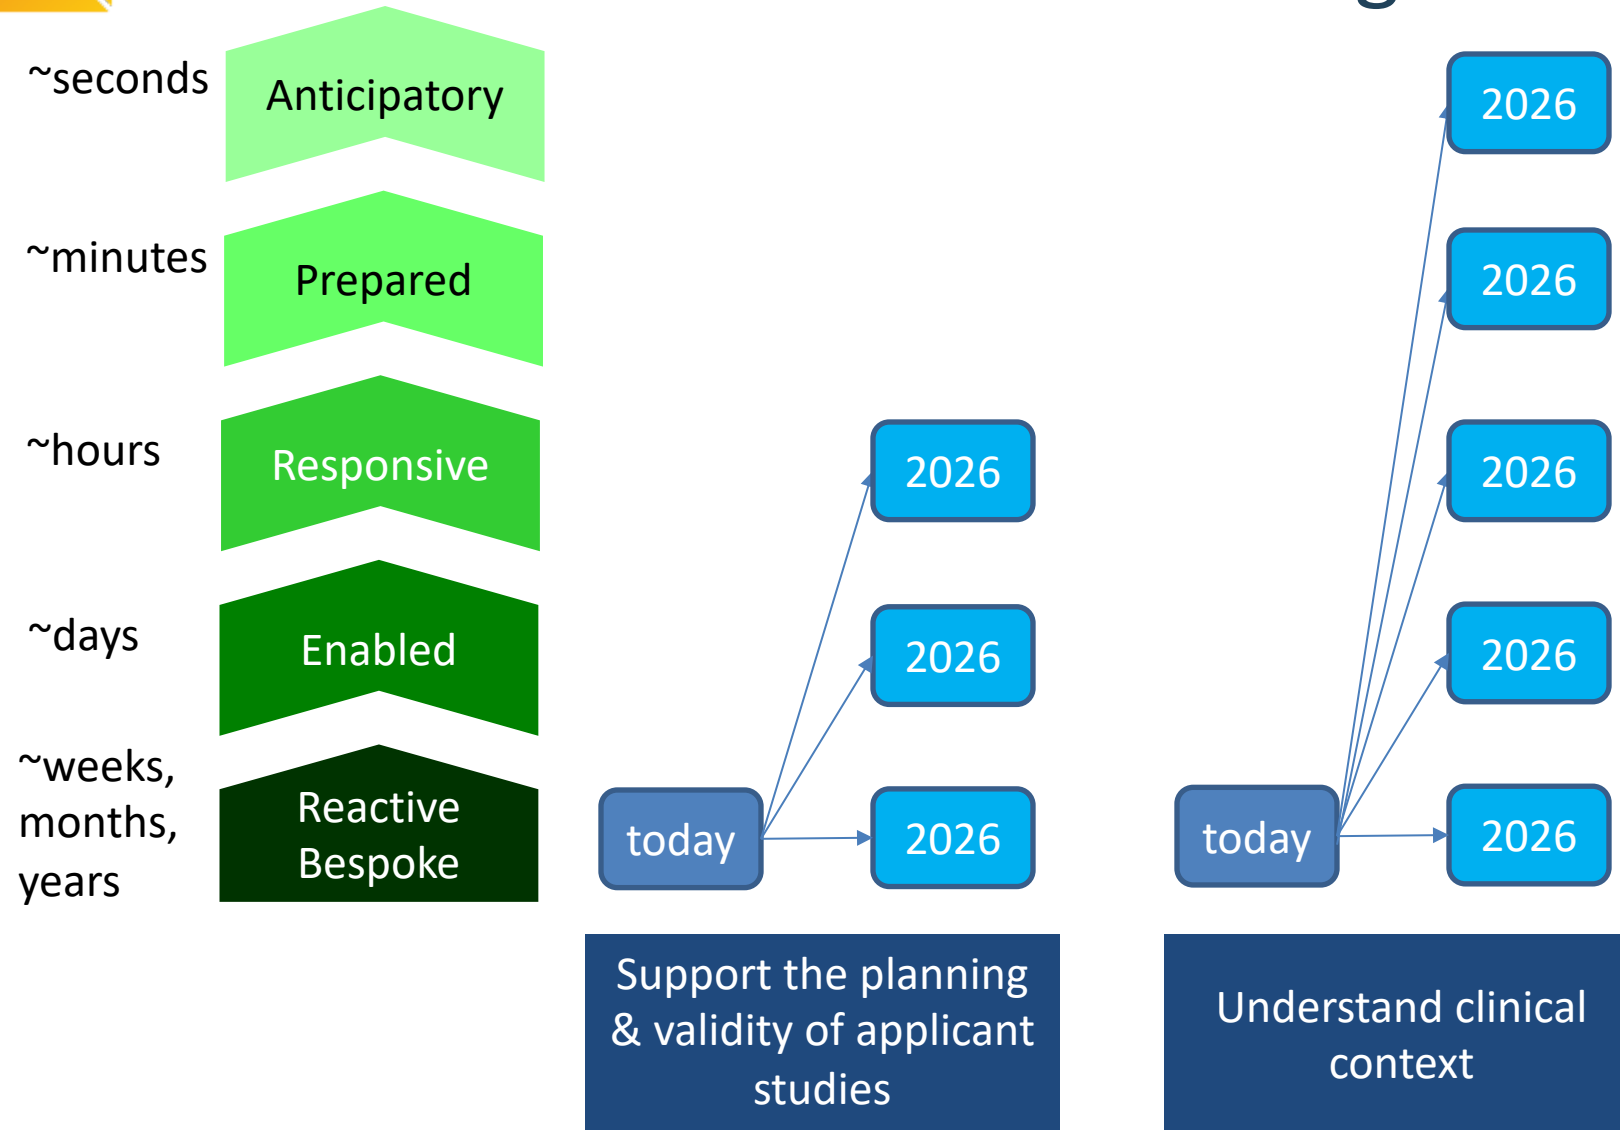 ~seconds
Anticipatory
2026
~minutes
Prepared
2026
~hours
Responsive
2026
2026
~days
Enabled
2026
2026
~weeks,
months,
years
Reactive
Bespoke
today
2026
today
2026
Support the planning
& validity of applicant
studies
Understand clinical
context